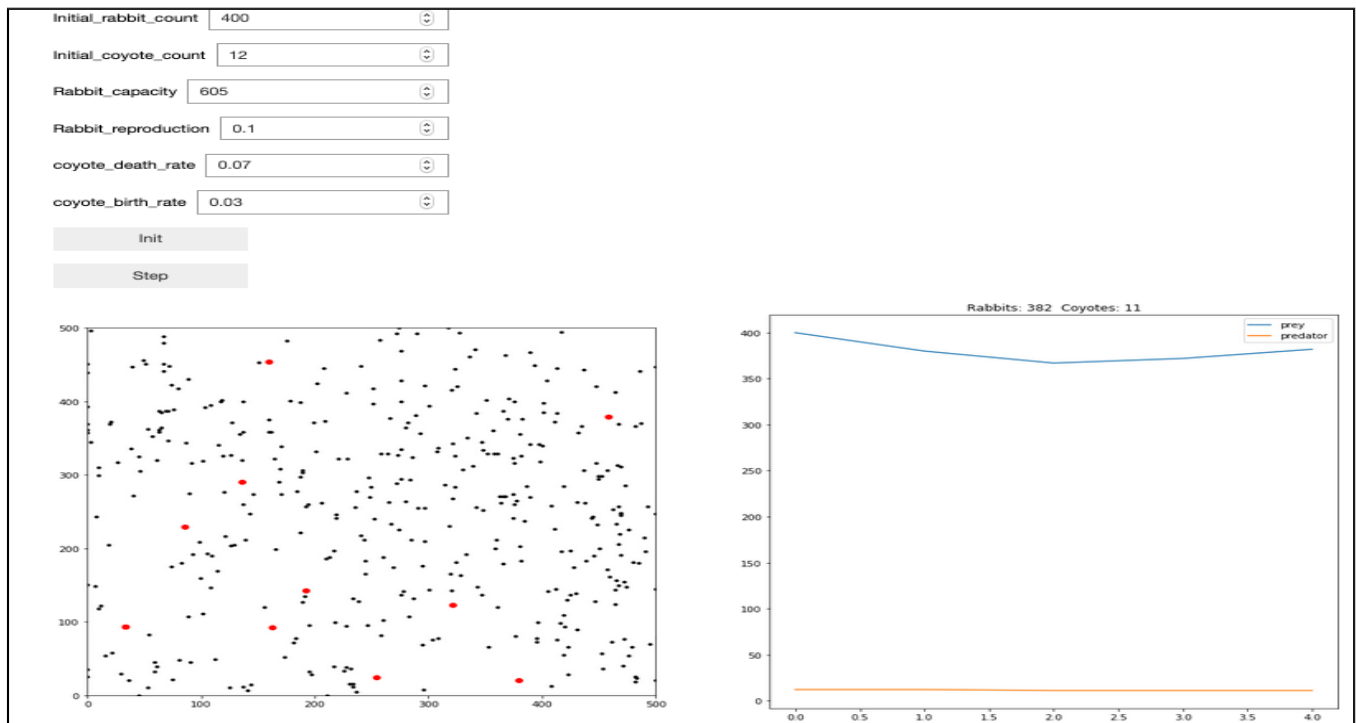 Initial_rabbit_count 400
Initial_coyote_count 12
Rabbit_capacity 605
Rabbit_reproduction 0.1
coyote_death_rate 0.07
coyote_birth_rate 0.03
Init
Step
500
400
300
200
100
0
0 100 200 300 400 500
Rabbits: 382 Coyotes: 11
prey
predator
400
350
300
250
200
150
100
50
0
0.0 0.5 1.0 1.5 2.0 2.5 3.0 3.5 4.0